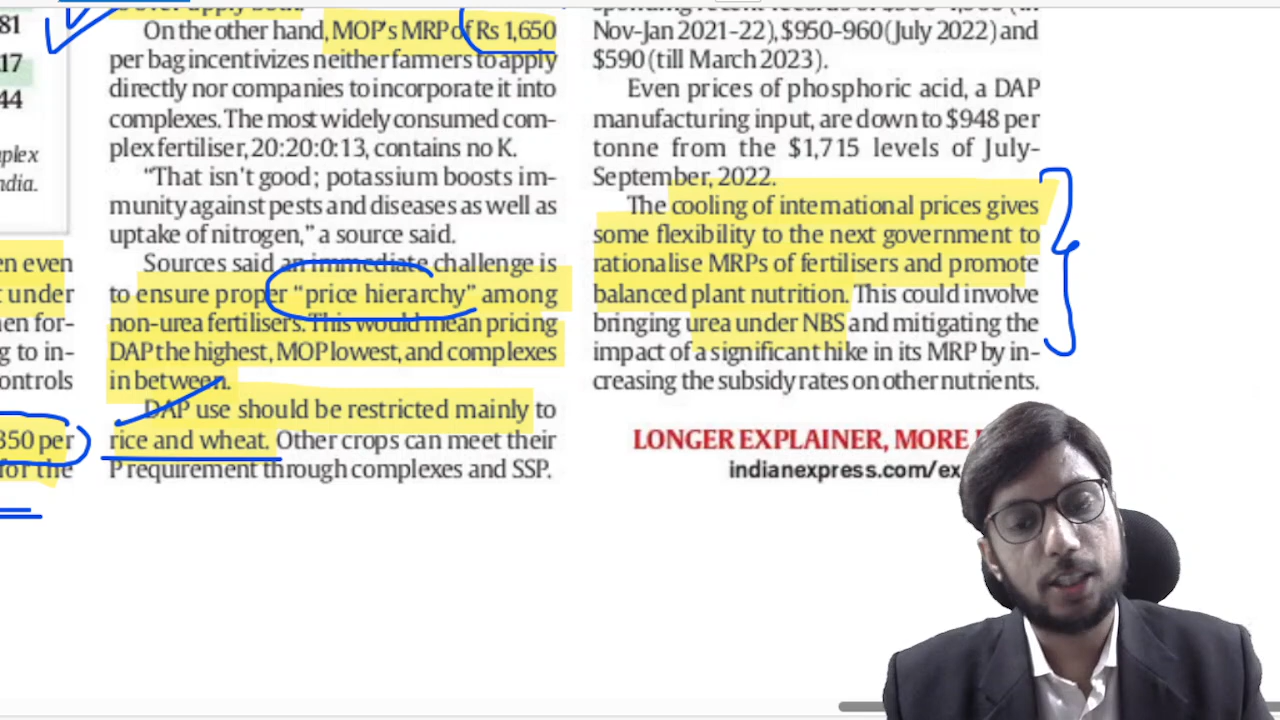 81
17
44
plex
ndia.
en even
t under
en for-
g to in-
ontrols
350 per
for the
On the other hand, MOP's MRP of Rs 1,650
per bag incentivizes neither farmers to apply
directly nor companies to incorporate it into
complexes. The most widely consumed com-
plex fertiliser, 20:20:0:13, contains no K.
"That isn't good; potassium boosts im-
munity against pests and diseases as well as
uptake of nitrogen," a source said.
Sources said an immediate challenge is
to ensure proper "price hierarchy" among
non-urea fertilisers. This would mean pricing
DAP the highest, MOP lowest, and complexes
in between.
DAP use should be restricted mainly to
rice and wheat. Other crops can meet their
P requirement through complexes and SSP.
Nov-Jan 2021-22), $950-960 (July 2022) and
$590 (till March 2023).
Even prices of phosphoric acid, a DAP
manufacturing input, are down to $948 per
tonne from the $1,715 levels of July-
September, 2022.
The cooling of international prices gives
some flexibility to the next government to
rationalise MRPs of fertilisers and promote
balanced plant nutrition. This could involve
bringing urea under NBS and mitigating the
impact of a significant hike in its MRP by in-
creasing the subsidy rates on other nutrients.
LONGER EXPLAINER, MORE
indianexpress.com/ex